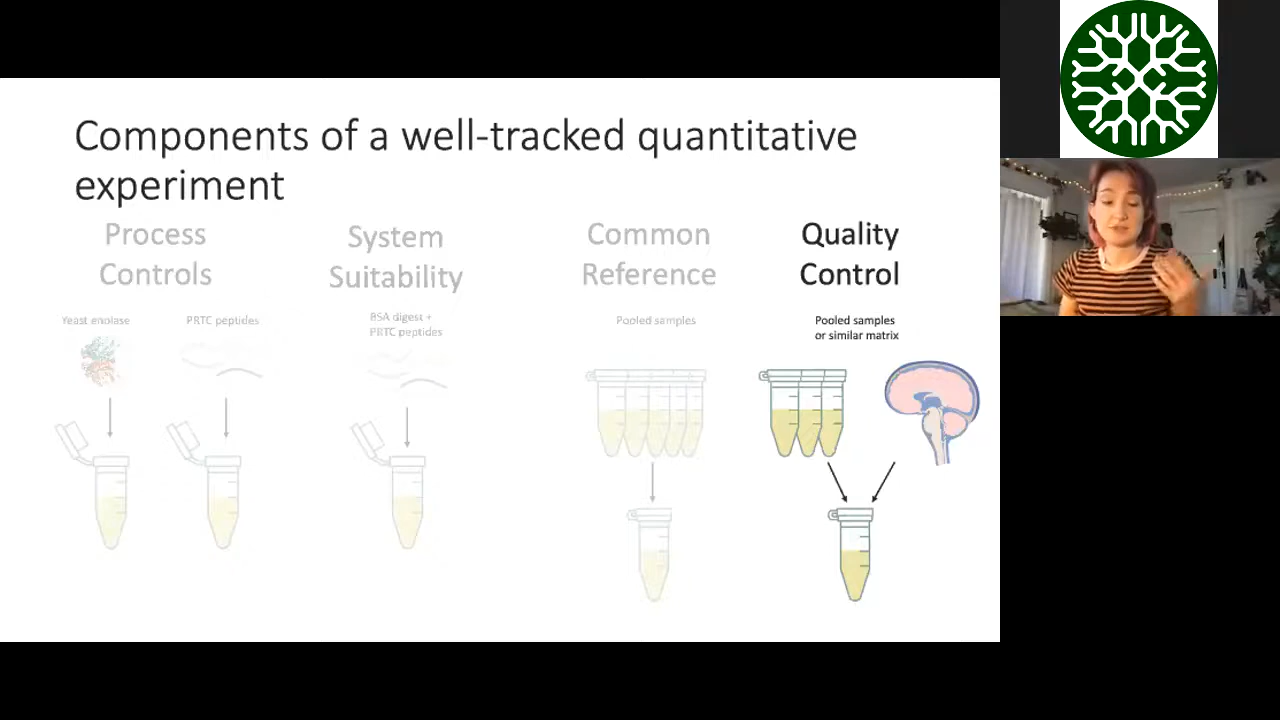 Components of a well-tracked quantitative
experiment
Process
Controls
Yeast enolase
PRTC peptides
System
Suitability
BSA digest +
PRTC peptides
Common
Reference
Pooled samples
Quality
Control
Pooled samples
or similar matrix